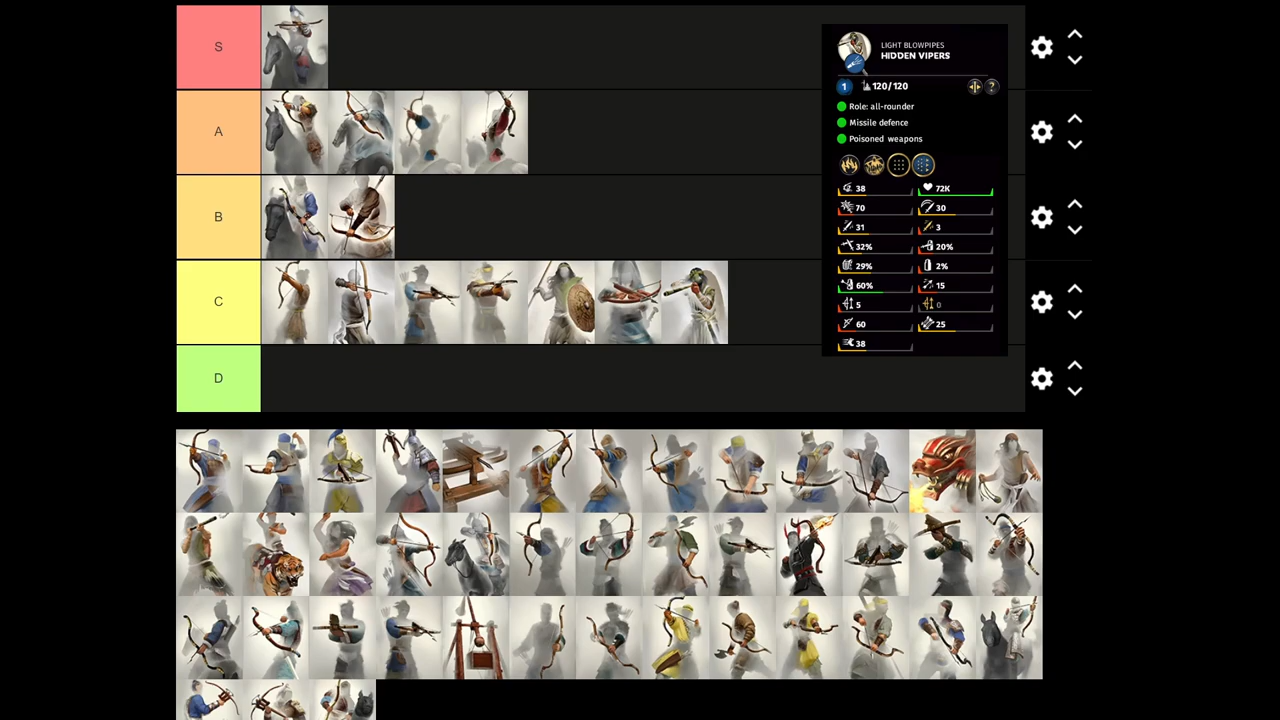 S
A
B
C
D
LIGHT BLOWPIPES
HIDDEN VIPERS
1 120/120 ?
Role: all-rounder
Missile defence
Poisoned weapons
38 72K
70 30
31 3
32% 20%
29% 2%
60% 15
5 0
60 25
38